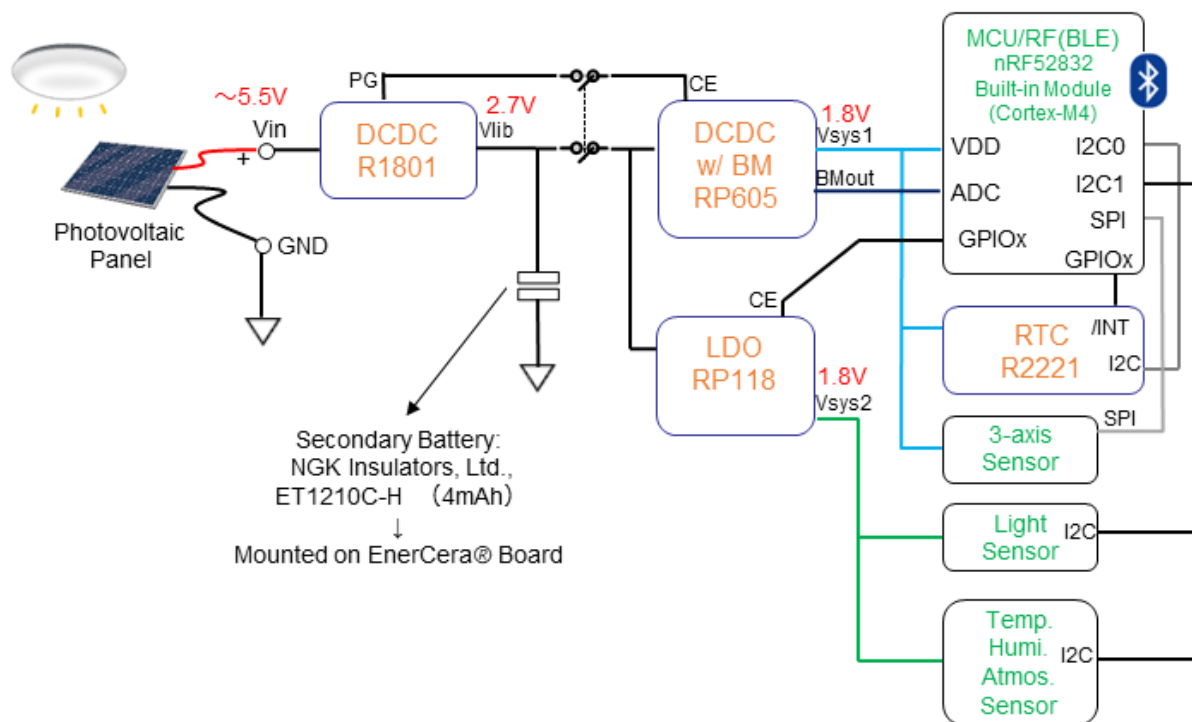 ~5.5V
Vin
+
Photovoltaic
Panel
GND
PG
DCDC
R1801
2.7V
Vlib
Secondary Battery:
NGK Insulators, Ltd.,
ET1210C-H （4mAh）
↓
Mounted on EnerCera® Board
CE
DCDC
w/ BM
RP605
1.8V
Vsys1
BMout
CE
LDO
RP118
1.8V
Vsys2
MCU/RF(BLE)
nRF52832
Built-in Module
(Cortex-M4)
VDD
I2C0
I2C1
ADC
SPI
GPIOx
GPIOx
/INT
RTC
R2221
I2C
SPI
3-axis
Sensor
Light
Sensor
I2C
Temp.
Humi.
Atmos.
Sensor
I2C